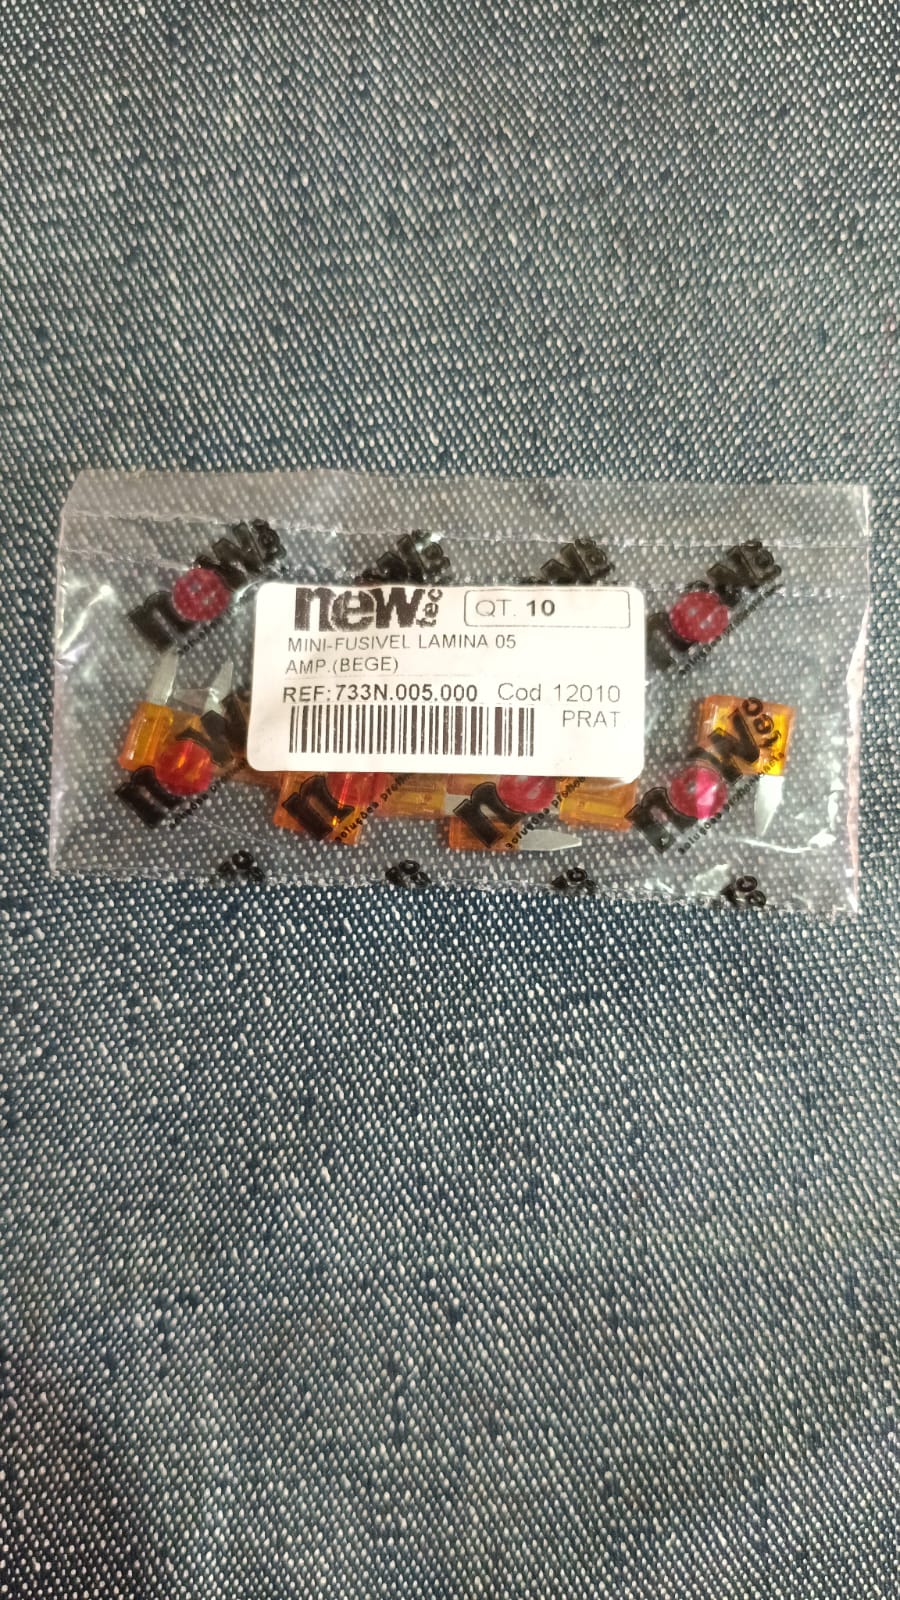 new tec
QT. 10
MINI-FUSIVEL LAMINA 05
AMP.(BEGE)
REF:733N.005.000 Cod 12010
PRAT